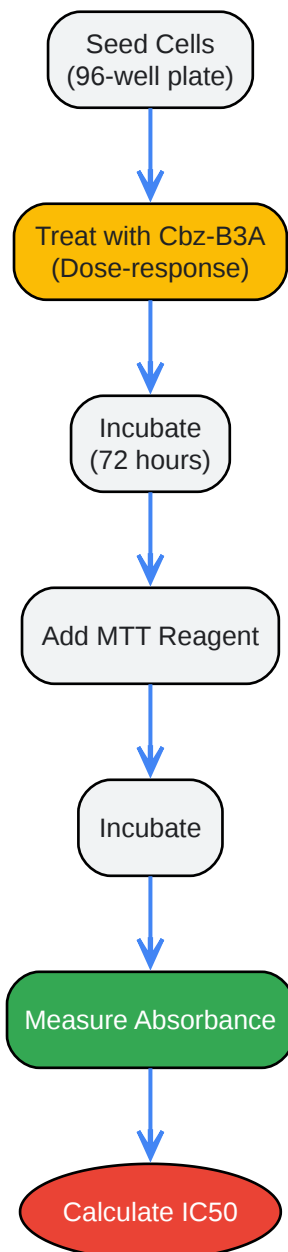 Seed Cells
(96-well plate)
Treat with Cbz-B3A
(Dose-response)
Incubate
(72 hours)
Add MTT Reagent
Incubate
Measure Absorbance
Calculate IC50